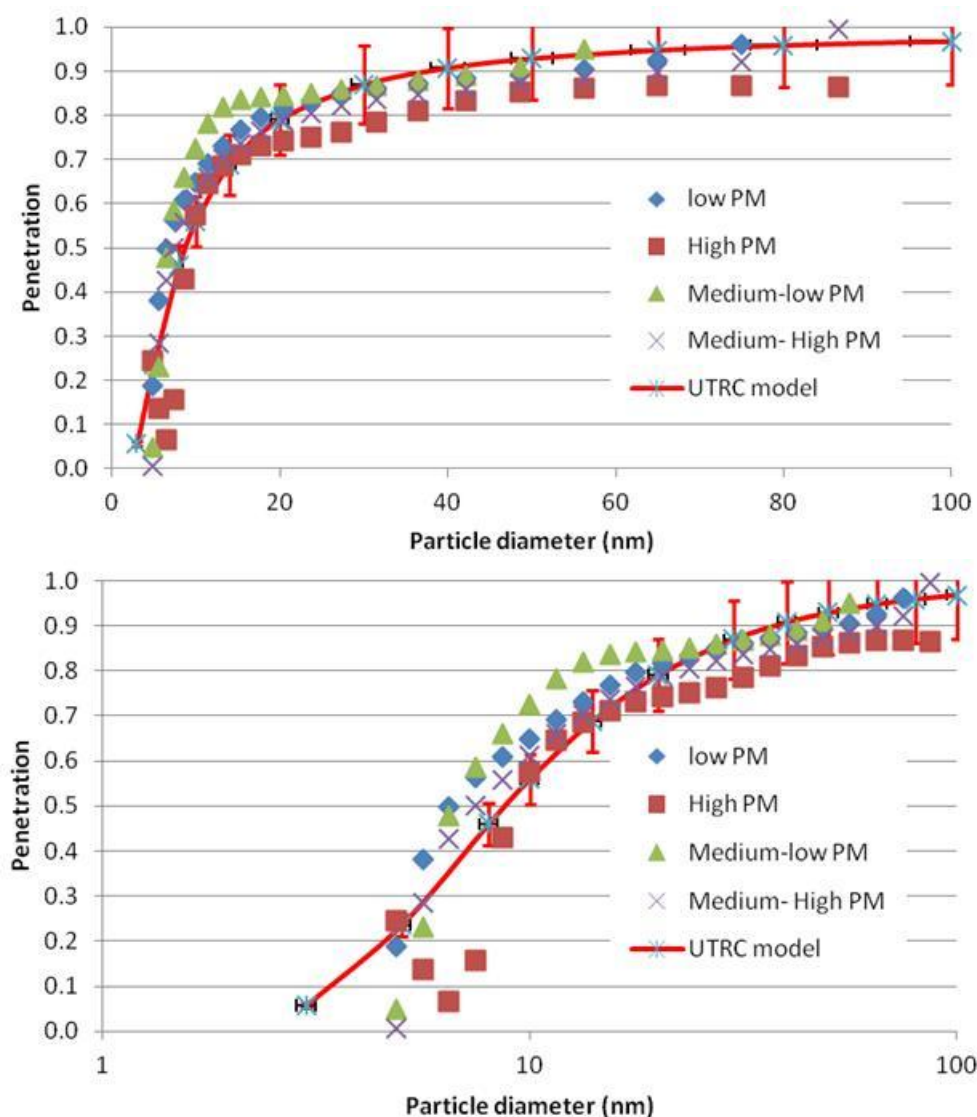 1.0
0.9
0.8
0.7
0.6
0.5
0.4
0.3
0.2
0.1
0.0
Penetration
low PM
High PM
Medium-low PM
Medium- High PM
UTRC model
0 20 40 60 80 100
Particle diameter (nm)
1.0
0.9
0.8
0.7
0.6
0.5
0.4
0.3
0.2
0.1
0.0
Penetration
low PM
High PM
Medium-low PM
Medium- High PM
UTRC model
1 10 100
Particle diameter (nm)